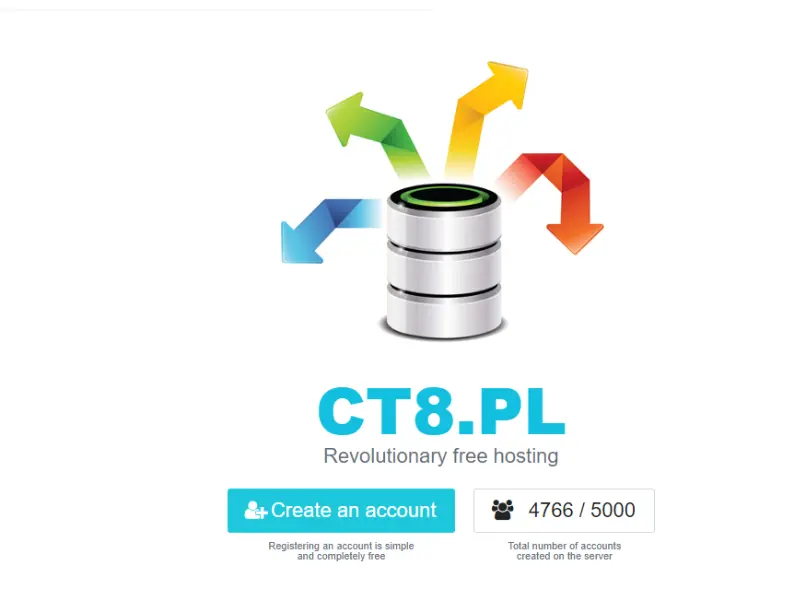 CT8.PL
Revolutionary free hosting
Create an account
4766 / 5000
Registering an account is simple
and completely free
Total number of accounts
created on the server